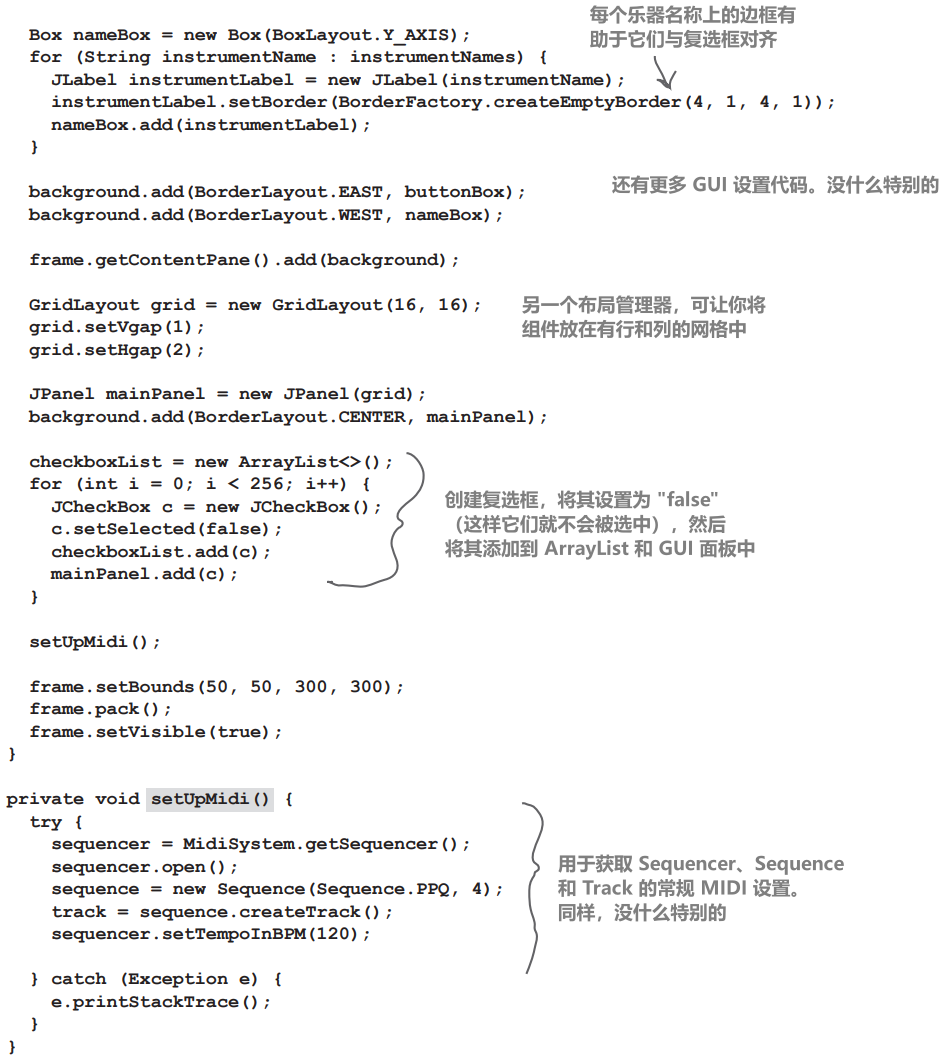 每个乐器名称上的边框有
助于它们与复选框对齐
Box nameBox = new Box(BoxLayout.Y_AXIS);
for (String instrumentName : instrumentNames) {
JLabel instrumentLabel = new JLabel(instrumentName);
instrumentLabel.setBorder(BorderFactory.createEmptyBorder(4, 1, 4, 1));
nameBox.add(instrumentLabel);
}
还有更多 GUI 设置代码。没什么特别的
background.add(BorderLayout.EAST, buttonBox);
background.add(BorderLayout.WEST, nameBox);
frame.getContentPane().add(background);
GridLayout grid = new GridLayout(16, 16);
grid.setVgap(1);
grid.setHgap(2);
另一个布局管理器，可让你将
组件放在有行和列的网格中
JPanel mainPanel = new JPanel(grid);
background.add(BorderLayout.CENTER, mainPanel);
checkboxList = new ArrayList<>();
for (int i = 0; i < 256; i++) {
JCheckBox c = new JCheckBox();
c.setSelected(false);
checkboxList.add(c);
mainPanel.add(c);
}
创建复选框，将其设置为 "false"
（这样它们就不会被选中），然后
将其添加到 ArrayList 和 GUI 面板中
setUpMidi();
frame.setBounds(50, 50, 300, 300);
frame.pack();
frame.setVisible(true);
}
private void setUpMidi() {
try {
sequencer = MidiSystem.getSequencer();
sequencer.open();
sequence = new Sequence(Sequence.PPQ, 4);
track = sequence.createTrack();
sequencer.setTempoInBPM(120);
用于获取 Sequencer、Sequence
和 Track 的常规 MIDI 设置。
同样，没什么特别的
} catch (Exception e) {
e.printStackTrace();
}
}